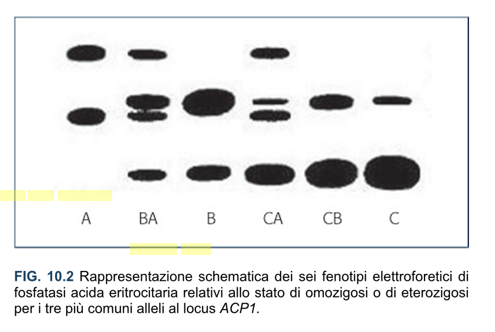 A BA B CA CB C
FIG. 10.2 Rappresentazione schematica dei sei fenotipi elettroforetici di
fosfatasi acida eritrocitaria relativi allo stato di omozigosi o di eterozigosi
per i tre più comuni alleli al locus ACP1.